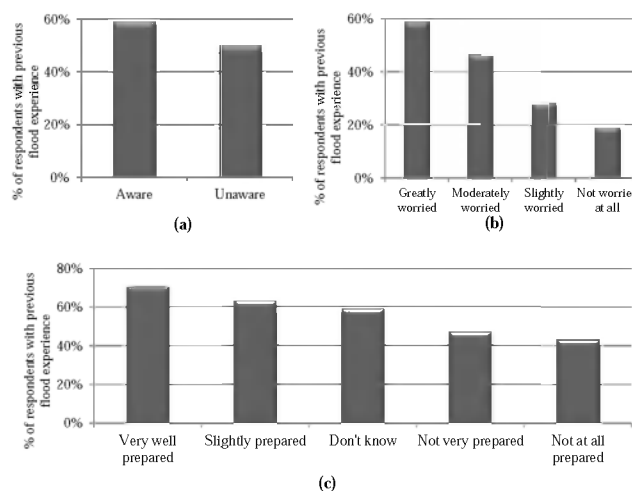 % of respondents with previous
flood experience
60%
40%
20%
0%
Aware
Unaware
(a)
% of respondents with previous
flood experience
60%
40%
20%
0%
Greatly
worried
Moderately
worried
Slightly
worried
Not worried
at all
(b)
% of respondents with previous
flood experience
80%
60%
40%
20%
0%
Very well
prepared
Slightly prepared
Don't know
Not very prepared
Not at all
prepared
(c)